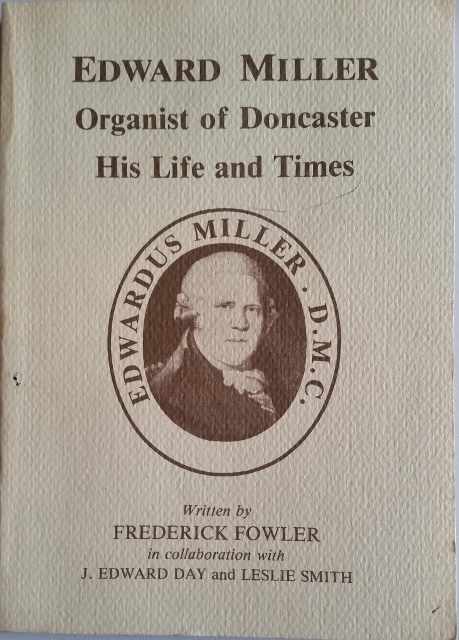 EDWARD MILLER
Organist of Doncaster
His Life and Times
EDWARDUS MILLER . D.M.C.
Written by
FREDERICK FOWLER
in collaboration with
J. EDWARD DAY and LESLIE SMITH